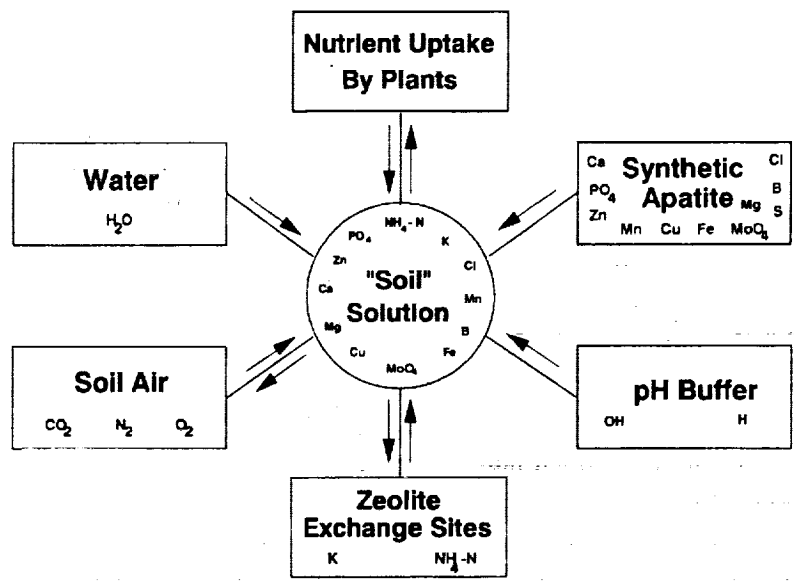 Nutrient Uptake
By Plants
Water
H₂O
Ca
Cl
Synthetic
Apatite
PO₄
B
Mg
Zn
S
Mn Cu Fe MoO₄
NH₄-N
PO₄
K
Zn
Cl
"Soil"
Ca
Mn
Solution
Mg
B
Cu
Fe
MoO₄
Soil Air
CO₂ N₂ O₂
pH Buffer
OH H
Zeolite
Exchange Sites
K NH₄-N